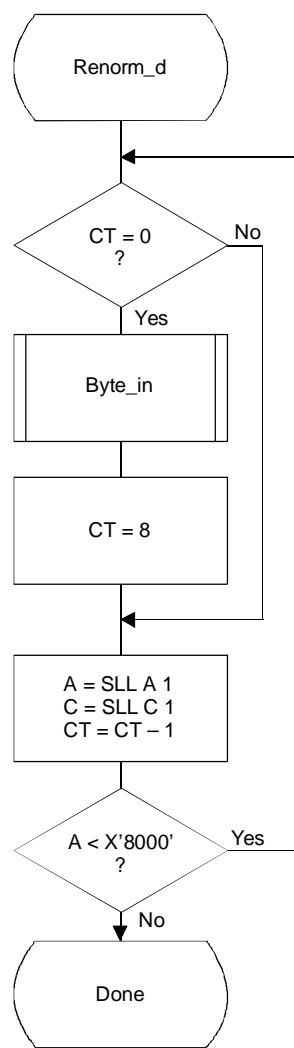 Renorm_d
CT = 0
?
No
Yes
Byte_in
CT = 8
A = SLL A 1
C = SLL C 1
CT = CT – 1
A < X'8000'
?
Yes
No
Done